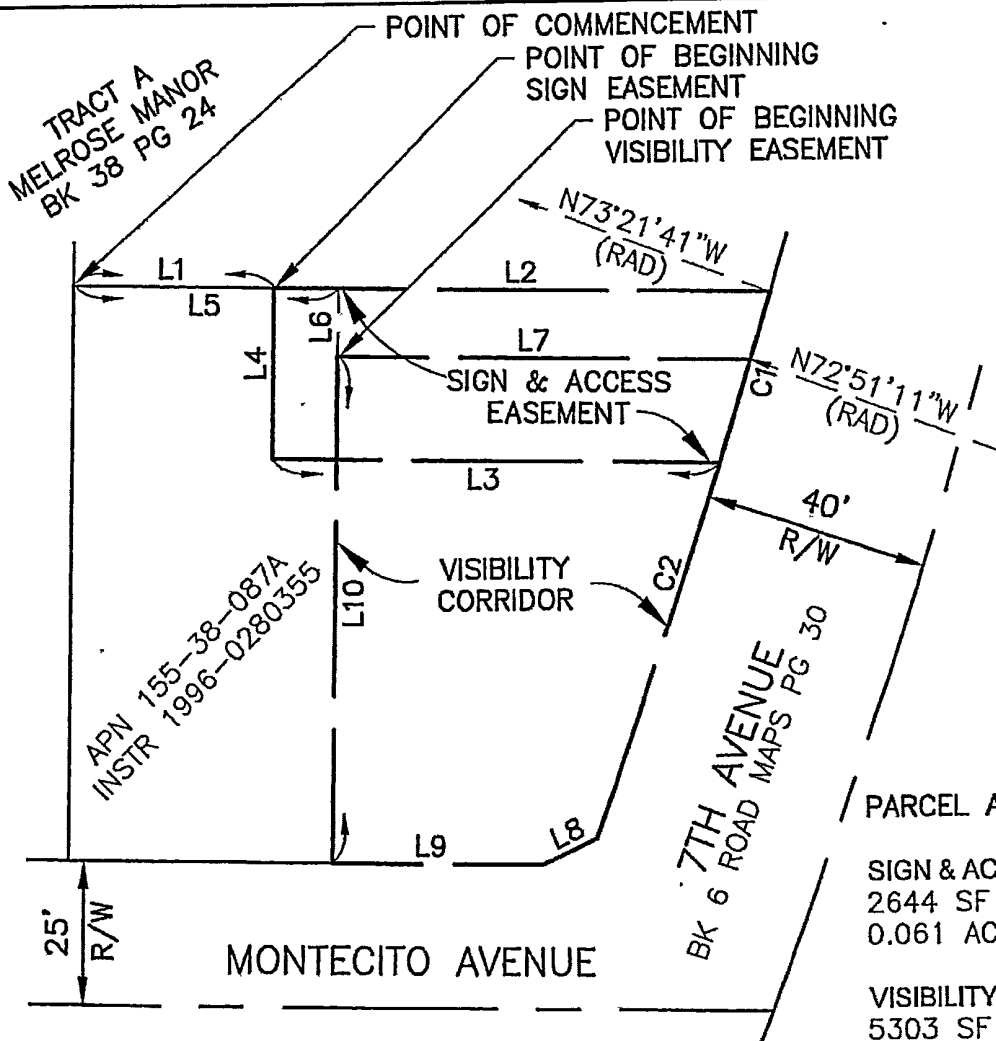 POINT OF COMMENCEMENT
POINT OF BEGINNING
SIGN EASEMENT
POINT OF BEGINNING
VISIBILITY EASEMENT
TRACT A
MELROSE MANOR
BK 38 PG 24
N73°21'41"W
(RAD)
L1
L5
L2
L6
L4
L7
SIGN & ACCESS
EASEMENT
C1
N72°51'11"W
(RAD)
L3
40'
R/W
VISIBILITY
CORRIDOR
L10
C2
APN 155-38-087A
INSTR 1996-0280355
7TH AVENUE
BK 6 ROAD MAPS PG 30
L8
L9
25'
R/W
MONTECITO AVENUE
PARCEL A
SIGN & AC
2644 SF
0.061 AC
VISIBILITY
5303 SF